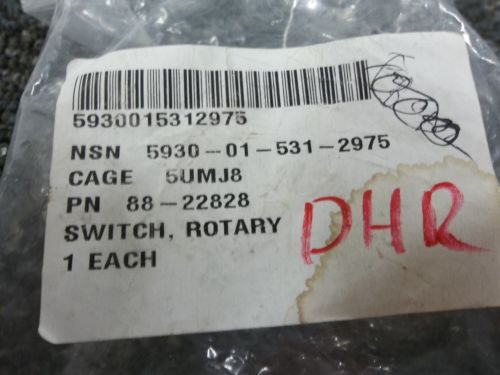 5930015312975
NSN 5930-01-531-2975
CAGE 5UMJ8
PN 88-22828
SWITCH, ROTARY
1 EACH
DHR